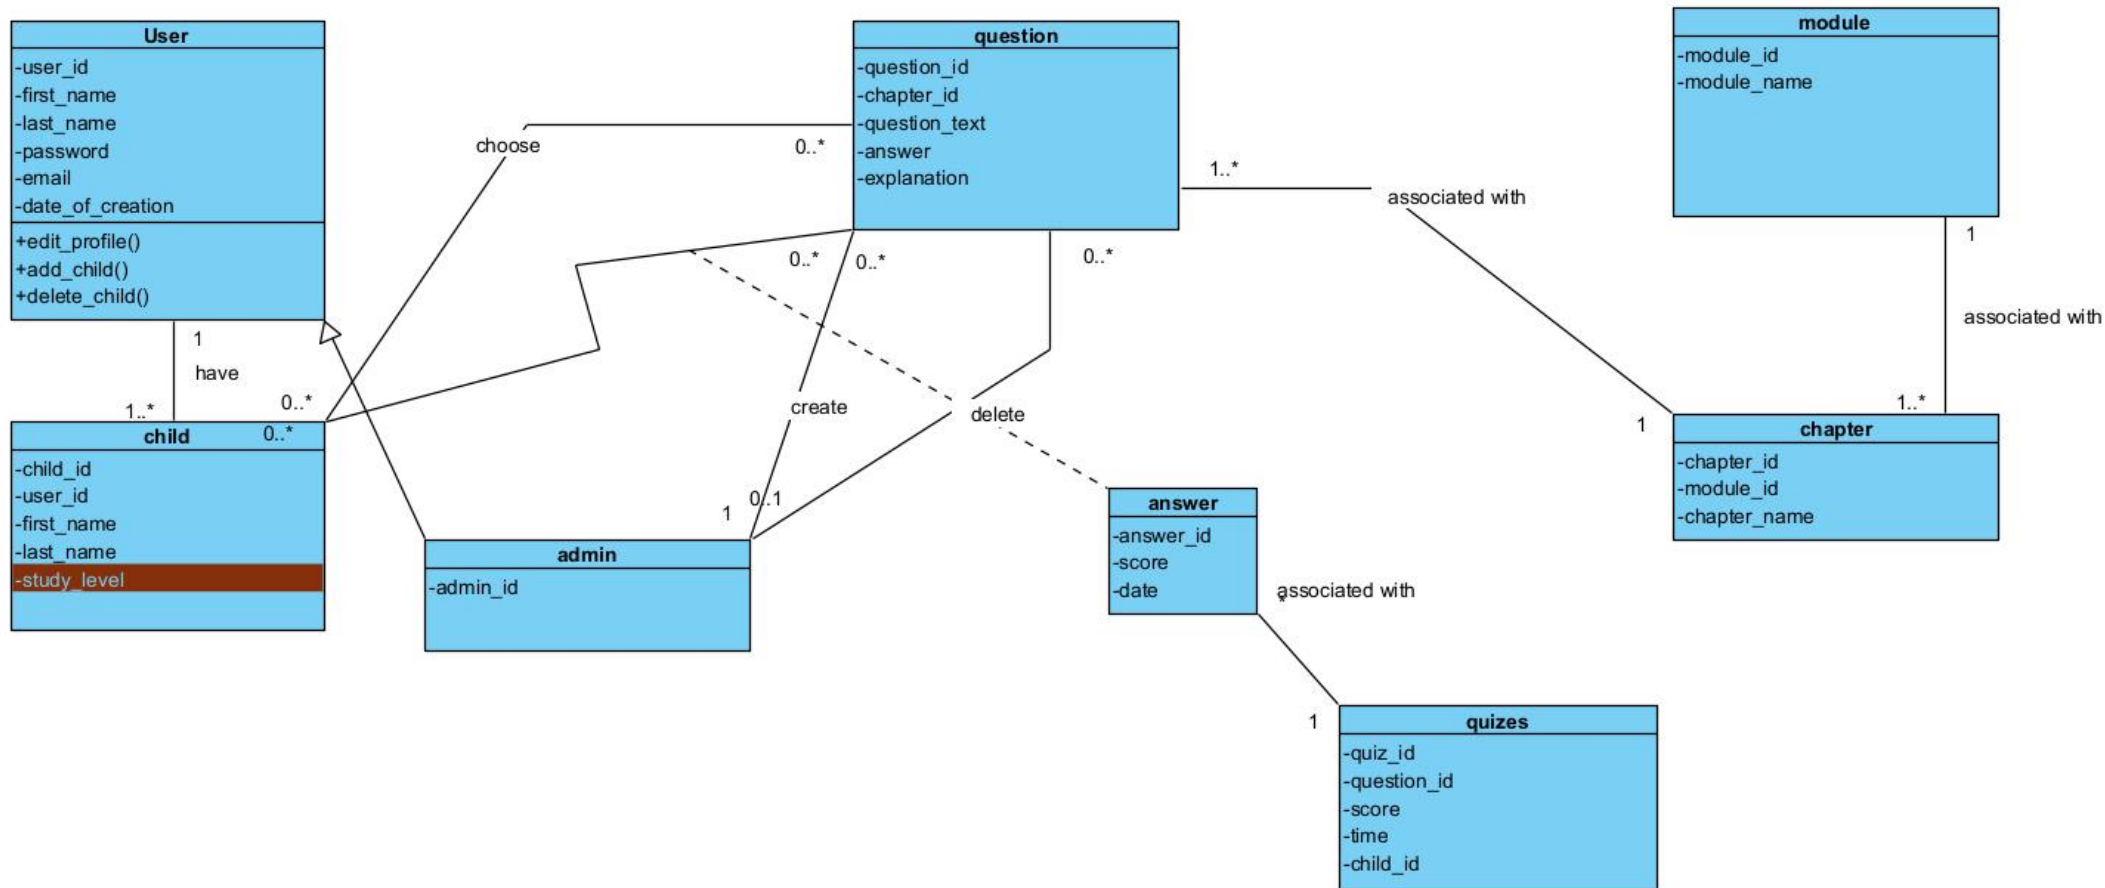 User
-user_id
-first_name
-last_name
-password
-email
-date_of_creation
+edit_profile()
+add_child()
+delete_child()
question
-question_id
-chapter_id
-question_text
-answer
-explanation
module
-module_id
-module_name
choose
0..*
1..*
associated with
0..*
0..*
0..*
1
associated with
1
have
1..*
0..*
0..*
child
-child_id
-user_id
-first_name
-last_name
-study_level
create
delete
1
0..1
admin
-admin_id
1..*
1
chapter
-chapter_id
-module_id
-chapter_name
answer
-answer_id
-score
-date
associated with
*
1
quizes
-quiz_id
-question_id
-score
-time
-child_id